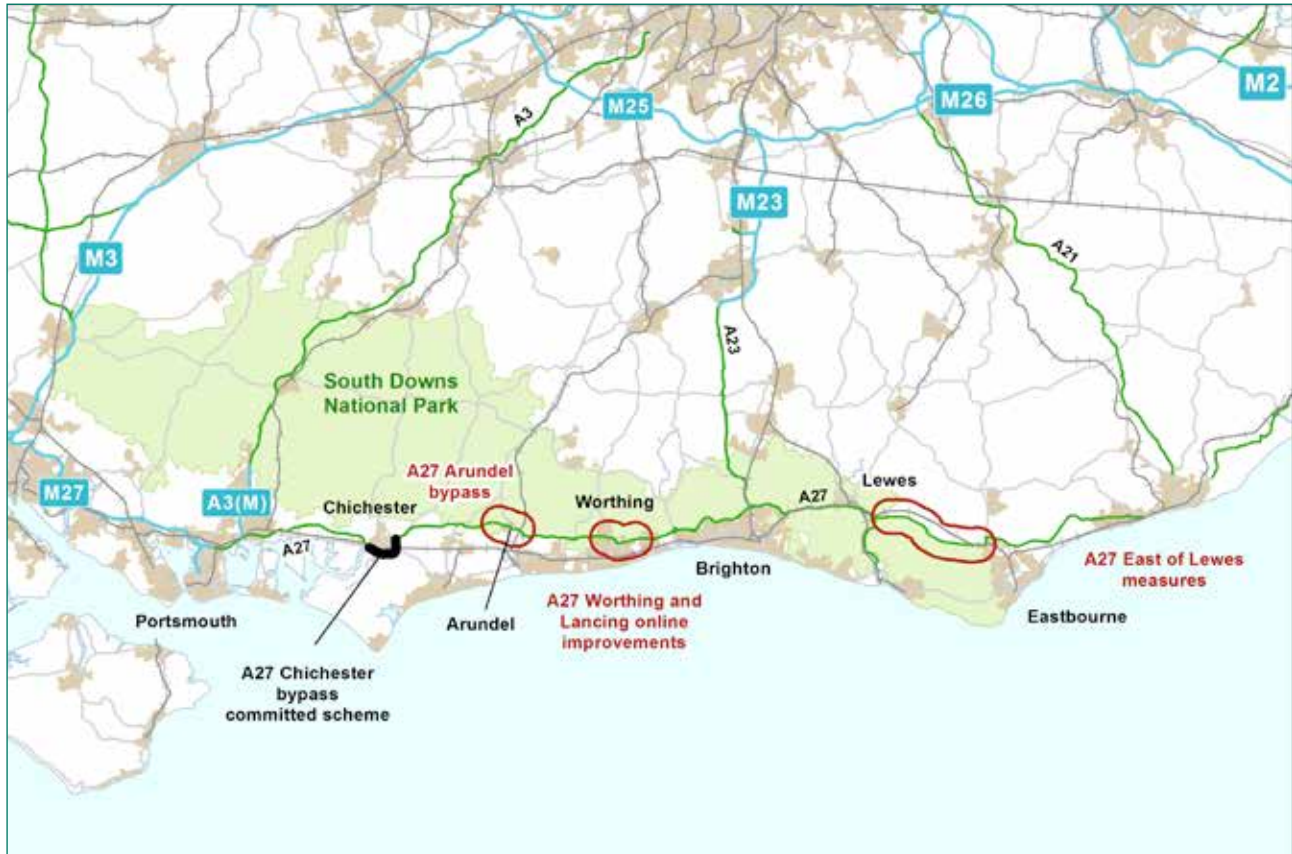 M2
M25
M26
A3
M23
M3
A21
A23
South Downs
National Park
A27 Arundel
bypass
Lewes
M27
A3(M)
Chichester
Worthing
A27
A27
A27 East of Lewes
measures
Brighton
Portsmouth
Arundel
A27 Worthing and
Lancing online
improvements
Eastbourne
A27 Chichester
bypass
committed scheme